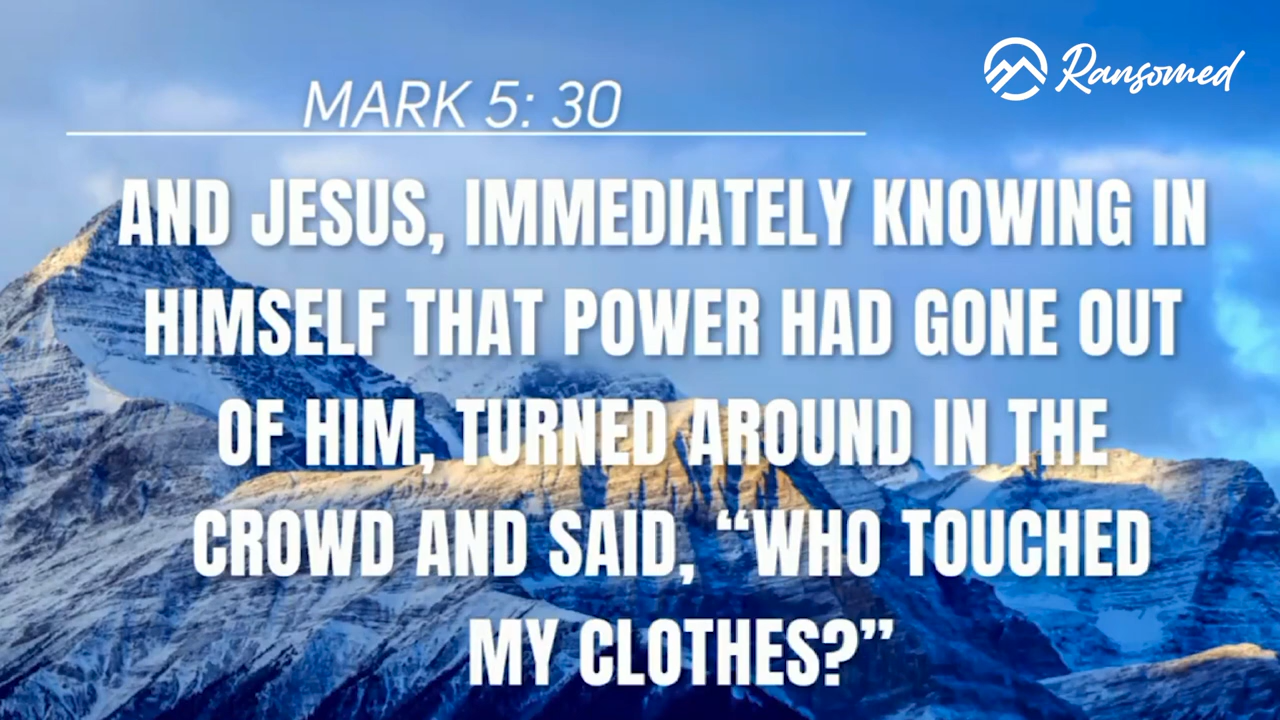 Ransomed
MARK 5: 30
AND JESUS, IMMEDIATELY KNOWING IN
HIMSELF THAT POWER HAD GONE OUT
OF HIM, TURNED AROUND IN THE
CROWD AND SAID, “WHO TOUCHED
MY CLOTHES?”